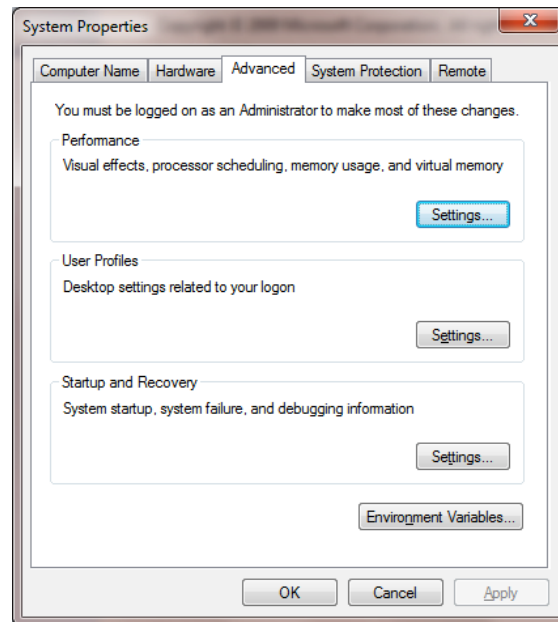 System Properties
Computer Name Hardware Advanced System Protection Remote
You must be logged on as an Administrator to make most of these changes.
Performance
Visual effects, processor scheduling, memory usage, and virtual memory
Settings...
User Profiles
Desktop settings related to your logon
Settings...
Startup and Recovery
System startup, system failure, and debugging information
Settings...
Environment Variables...
OK Cancel Apply